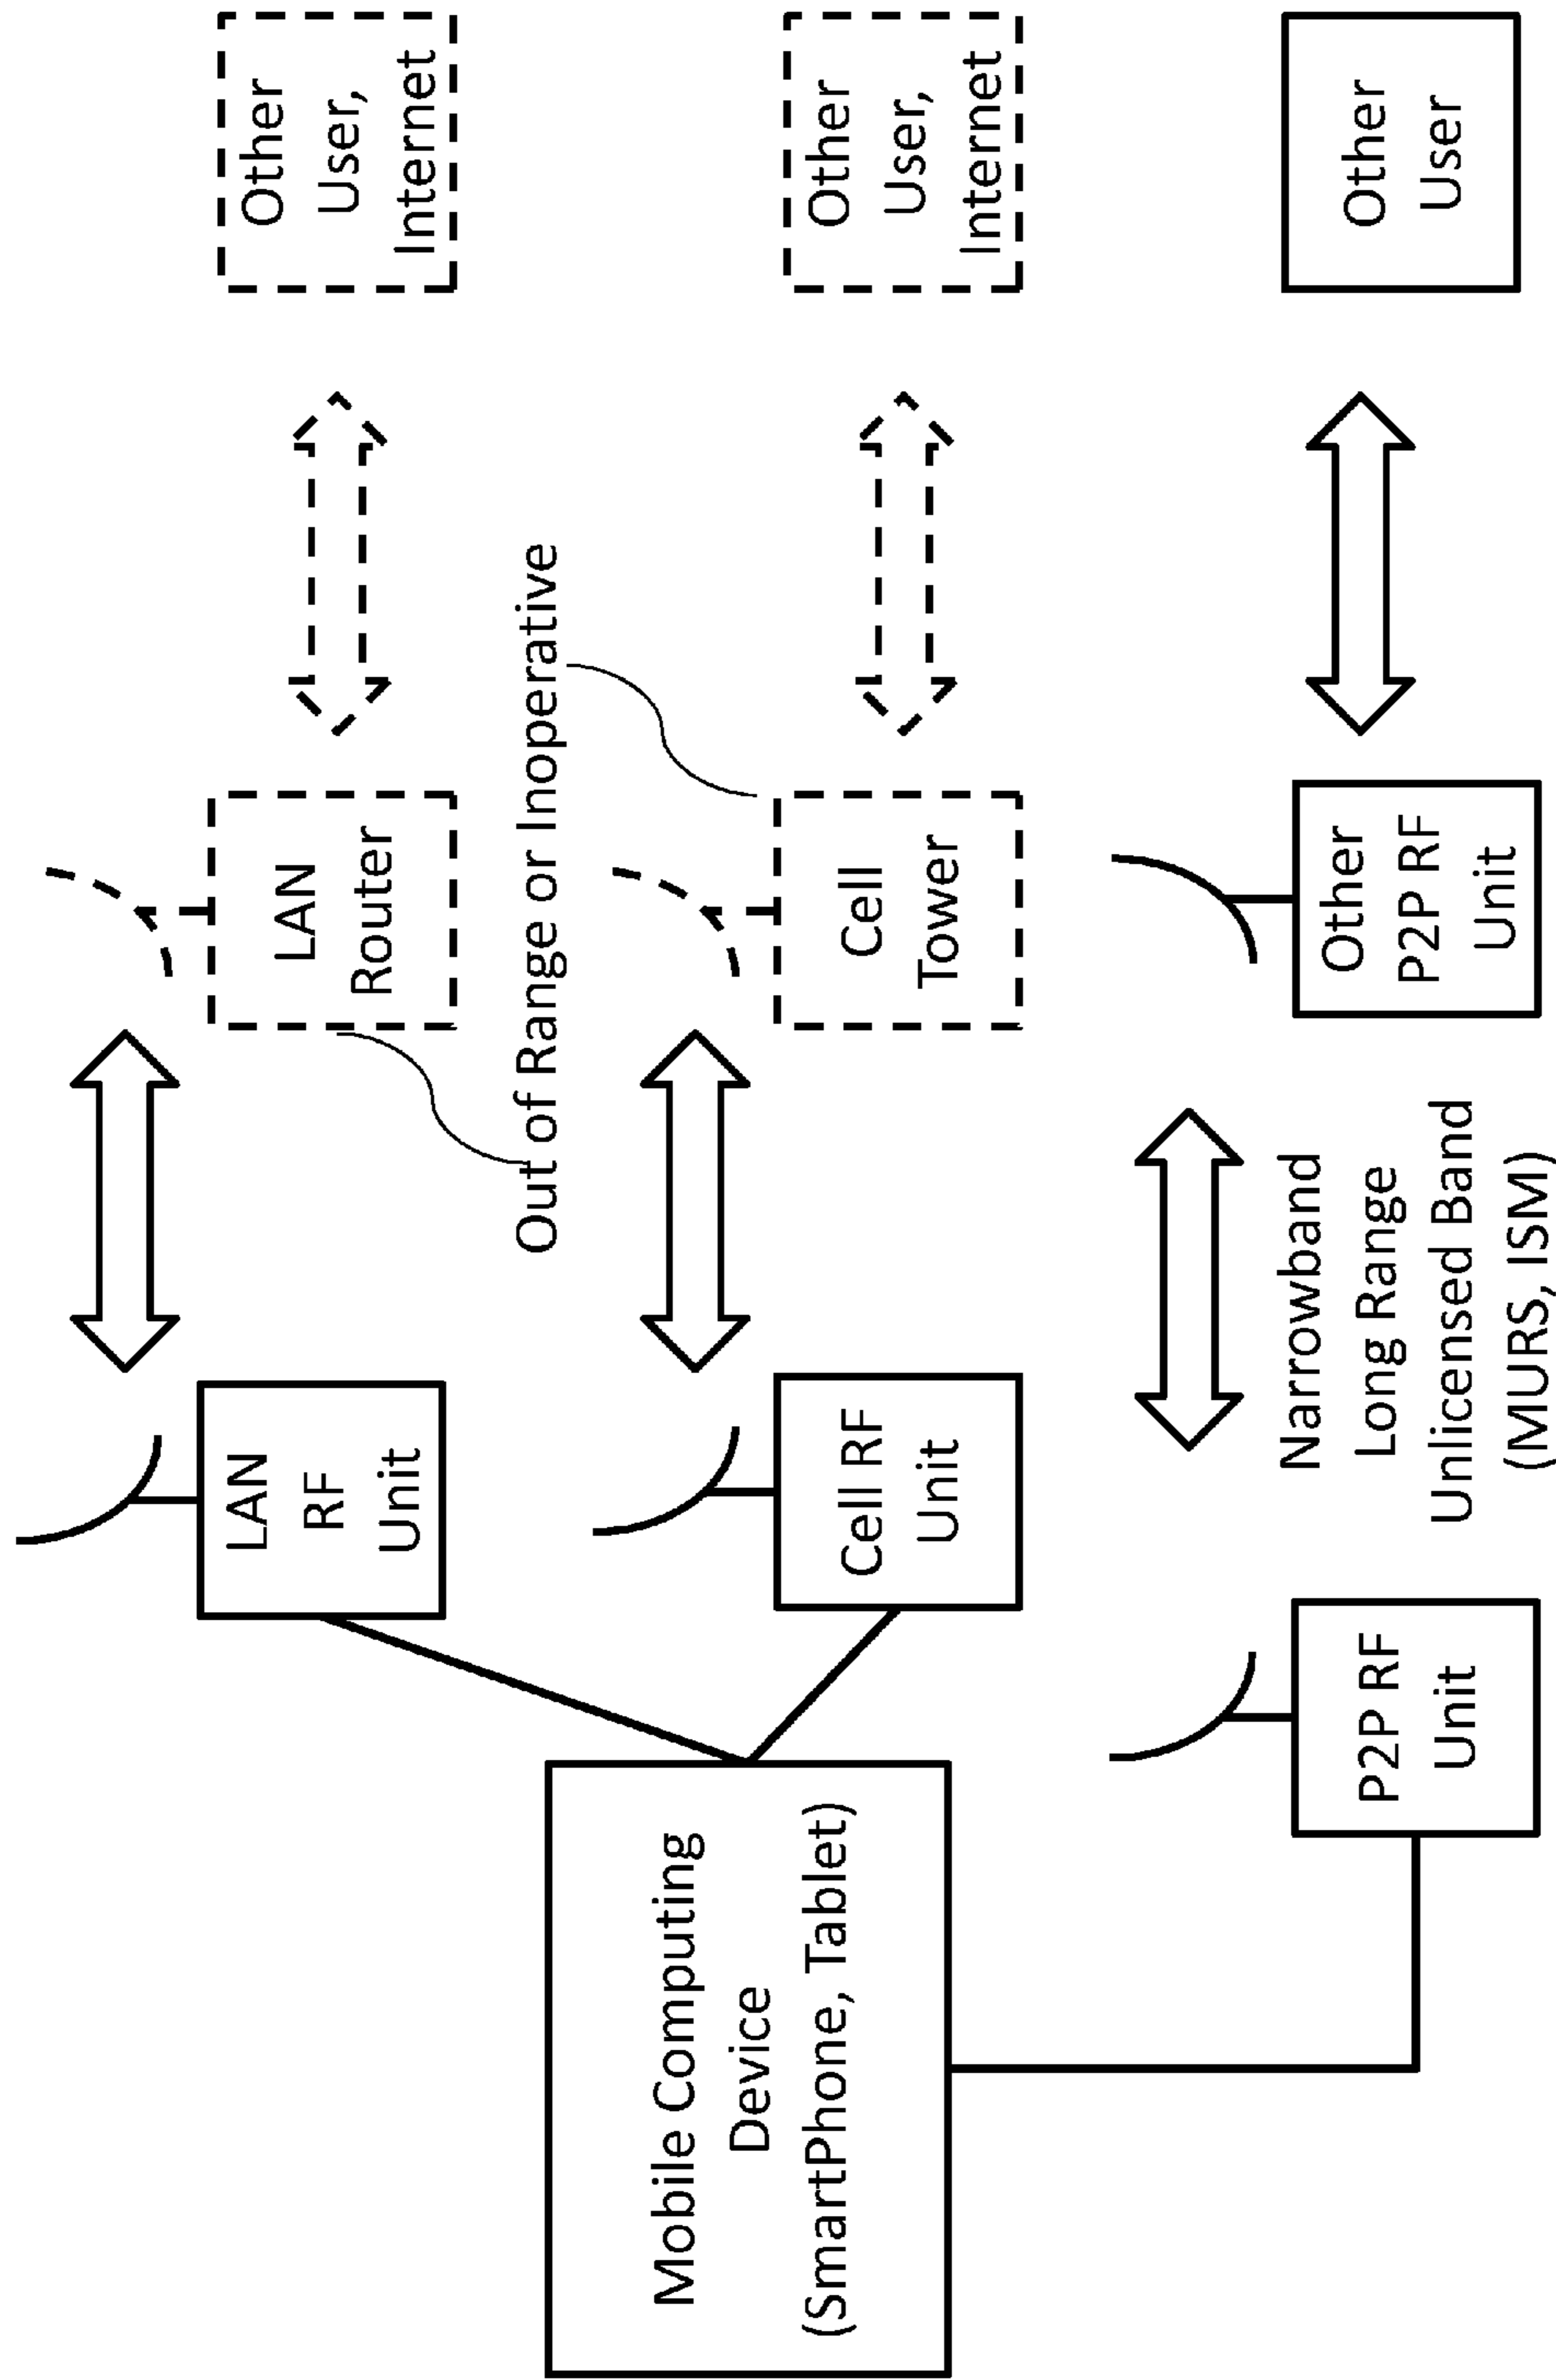 Mobile Computing
Device
(SmartPhone, Tablet)
LAN
RF
Unit
LAN
Router
Other
User,
Internet
Out of Range or Inoperative
Cell RF
Unit
Cell
Tower
Other
User,
Internet
P2P RF
Unit
Narrowband
Long Range
Unlicensed Band
(MURS, ISM)
Other
P2P RF
Unit
Other
User